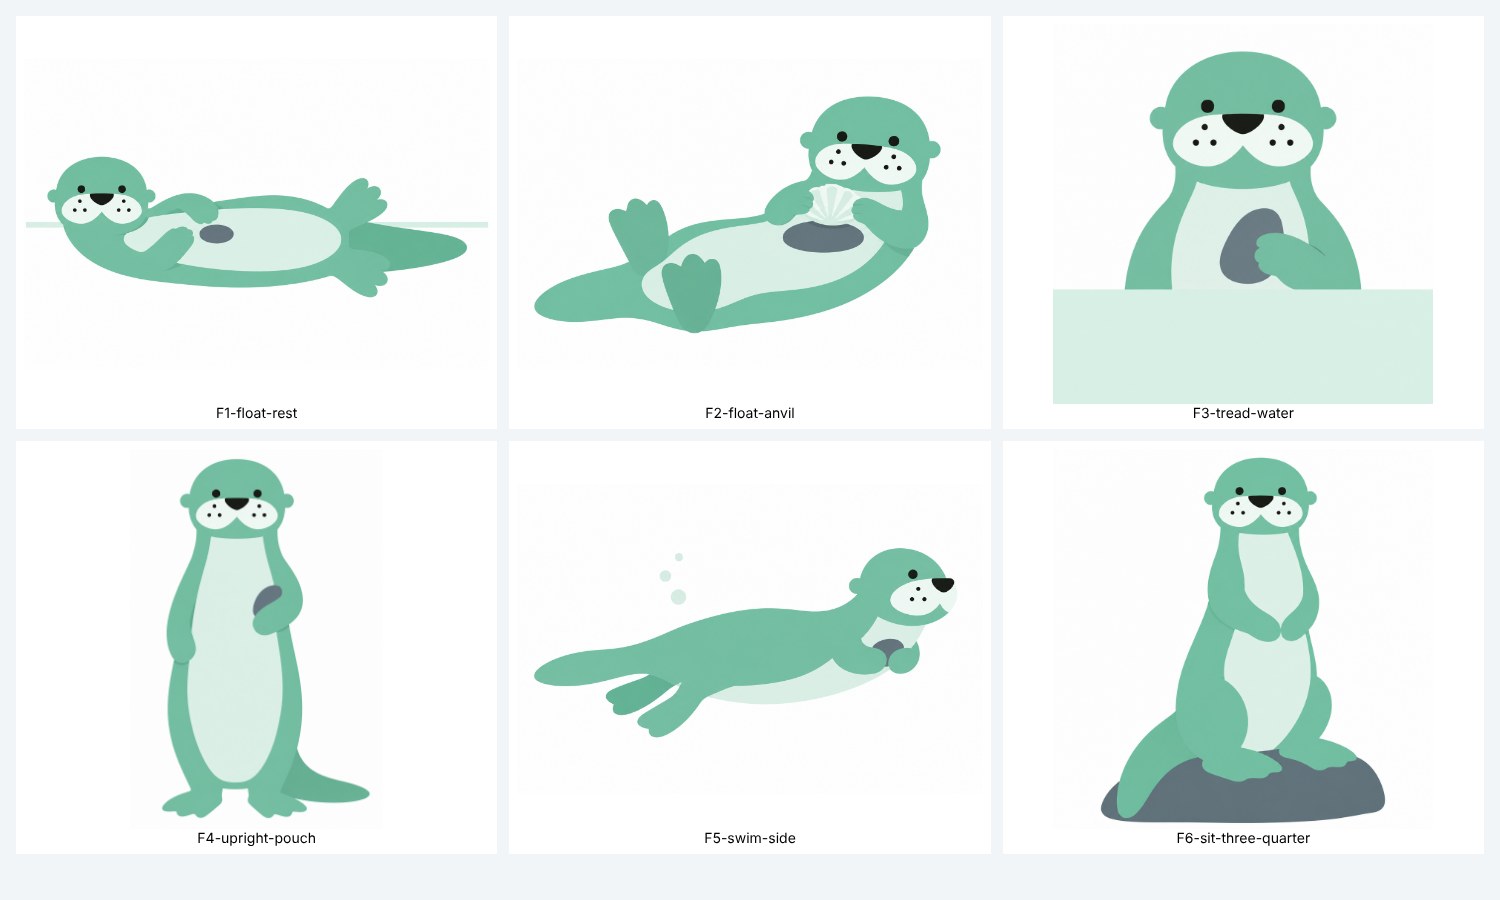 F1-float-rest
F2-float-anvil
F3-tread-water
F4-upright-pouch
F5-swim-side
F6-sit-three-quarter